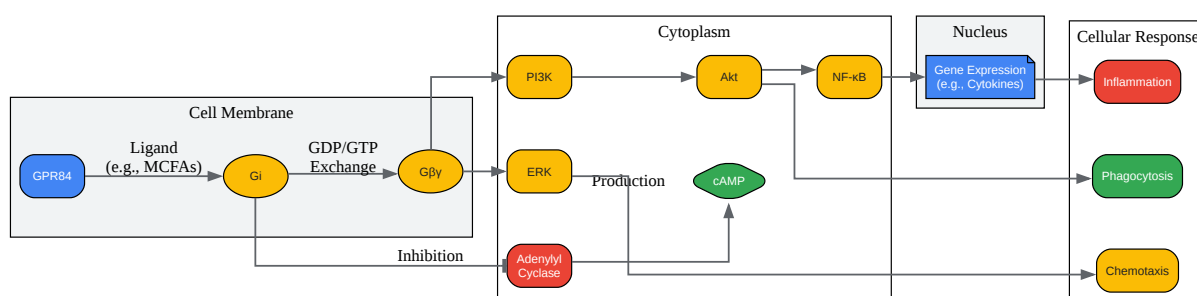 Cytoplasm
Nucleus
Cellular Response
PI3K
Akt
NF-κB
Gene Expression
(e.g., Cytokines)
Inflammation
Cell Membrane
Ligand
(e.g., MCFAs)
GDP/GTP
Exchange
GPR84
Gi
Gβγ
ERK
Production
cAMP
Phagocytosis
Inhibition
Adenylyl
Cyclase
Chemotaxis